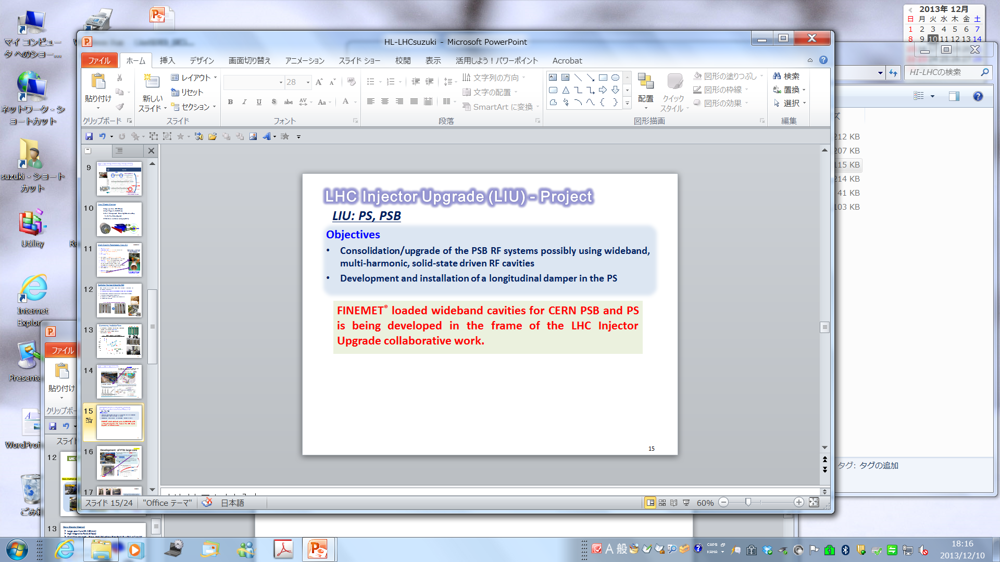 マイ コンピュー
タ へのショー...
ネットワーク - シ
ョートカット
suzuki - ショート
カット
Utility
Internet
Explor
Presenta
WordProf
2013年 12月
日 月 火 水 木 金 土
1 2 3 4 5 6 7
8 9 10 11 12 13 14
HL-LHCsuzuki - Microsoft PowerPoint
ファイル ホーム 挿入 デザイン 画面切り替え アニメーション スライド ショー 校閲 表示 活用しよう！パワーポイント Acrobat
貼り付け
クリップボード
新しい
スライド
レイアウト
リセット
セクション
スライド
28
B I U S abc AV Aa A
フォント
文字列の方向
文字の配置
SmartArt に変換
段落
配置
クイック
スタイル
図形の塗りつぶし
図形の枠線
図形の効果
図形描画
検索
置換
選択
編集
HI-LHCの検索
ズ
212 KB
207 KB
115 KB
214 KB
41 KB
103 KB
タグ: タグの追加
9
10
11
12
13
14
15
16
Development of FT3L large core
17
LHC Injector Upgrade (LIU) - Project
LIU: PS, PSB
Objectives
• Consolidation/upgrade of the PSB RF systems possibly using wideband,
multi-harmonic, solid-state driven RF cavities
• Development and installation of a longitudinal damper in the PS
FINEMET® loaded wideband cavities for CERN PSB and PS
is being developed in the frame of the LHC Injector
Upgrade collaborative work.
15
スライド 15/24 "Office テーマ" 日本語
60%
ファイル
貼り付け
クリップボー
スライ
12
13
A 般
CAPS
KANA
18:16
2013/12/10